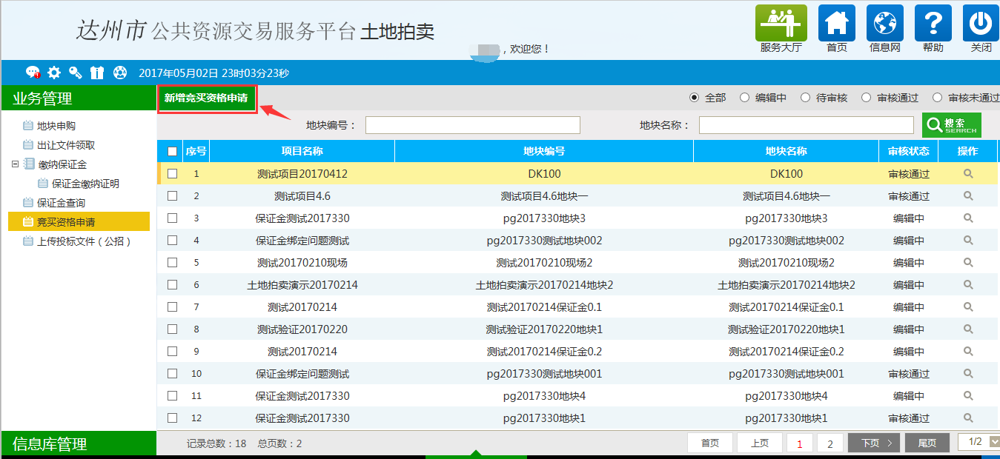 达州市公共资源交易服务平台 土地拍卖
，欢迎您！
服务大厅 首页 信息网 帮助 关闭
2017年05月02日 23时03分23秒
业务管理
地块申购
出让文件领取
缴纳保证金
保证金缴纳证明
保证金查询
竞买资格申请
上传投标文件（公招）
信息库管理
新增竞买资格申请 全部 编辑中 待审核 审核通过 审核未通过
地块编号： 地块名称： 搜索 SEARCH
序号 项目名称 地块编号 地块名称 审核状态 操作
1 测试项目20170412 DK100 DK100 审核通过
2 测试项目4.6 测试项目4.6地块一 测试项目4.6地块一 审核通过
3 保证金测试2017330 pg2017330地块3 pg2017330地块3 编辑中
4 保证金绑定问题测试 pg2017330测试地块002 pg2017330测试地块002 编辑中
5 测试20170210现场 测试20170210现场2 测试20170210现场2 编辑中
6 土地拍卖演示20170214 土地拍卖演示20170214地块2 土地拍卖演示20170214地块2 编辑中
7 测试20170214 测试20170214保证金0.1 测试20170214保证金0.1 编辑中
8 测试验证20170220 测试验证20170220地块1 测试验证20170220地块1 编辑中
9 测试20170214 测试20170214保证金0.2 测试20170214保证金0.2 编辑中
10 保证金绑定问题测试 pg2017330测试地块001 pg2017330测试地块001 审核通过
11 保证金测试2017330 pg2017330地块4 pg2017330地块4 编辑中
12 保证金测试2017330 pg2017330地块1 pg2017330地块1 审核通过
记录总数：18 总页数：2 首页 上页 1 2 下页 尾页 1/2